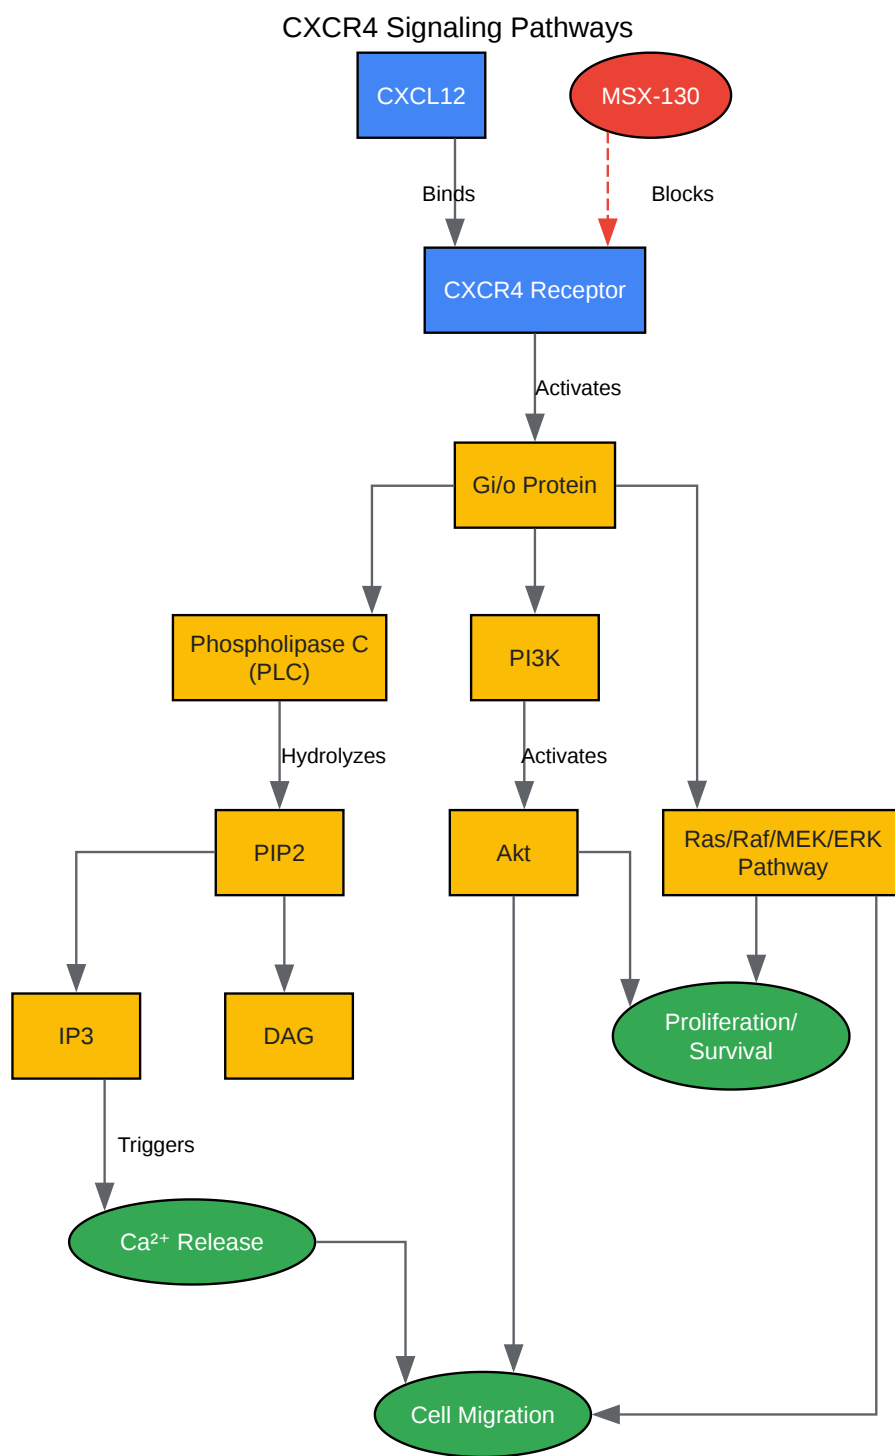 CXCR4 Signaling Pathways
CXCL12
MSX-130
Binds
Blocks
CXCR4 Receptor
Activates
Gi/o Protein
Phospholipase C
(PLC)
PI3K
Hydrolyzes
Activates
PIP2
Akt
Ras/Raf/MEK/ERK
Pathway
IP3
DAG
Proliferation/
Survival
Triggers
Ca²⁺ Release
Cell Migration